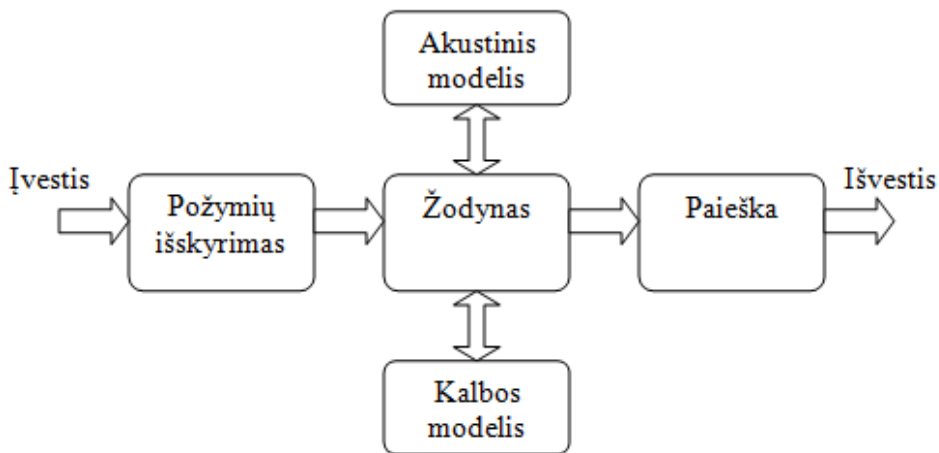 Akustinis
modelis
Įvestis
Požymių
išskyrimas
Žodynas
Paieška
Išvestis
Kalbos
modelis